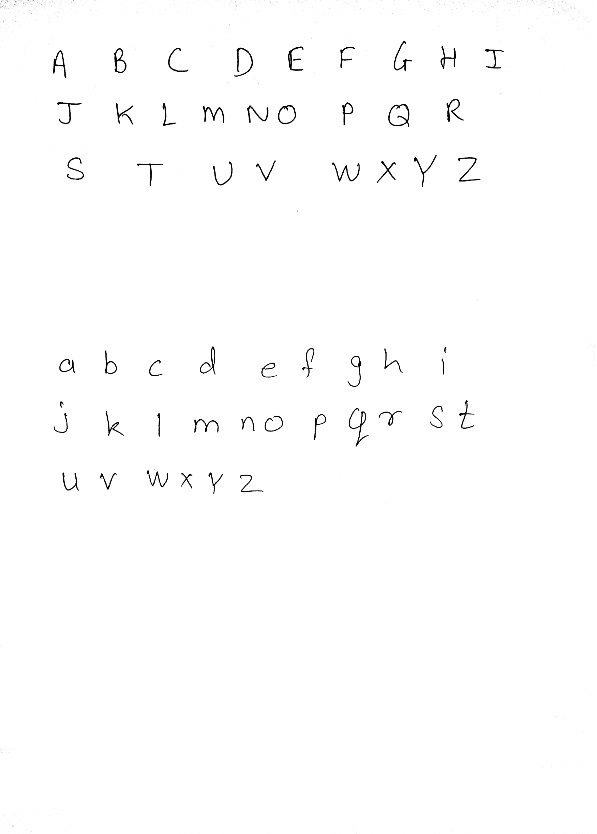 A B C D E F G H I
J K L M N O P Q R
S T U V W X Y Z
a b c d e f g h i
j k l m n o p q r s t
u v w x y z